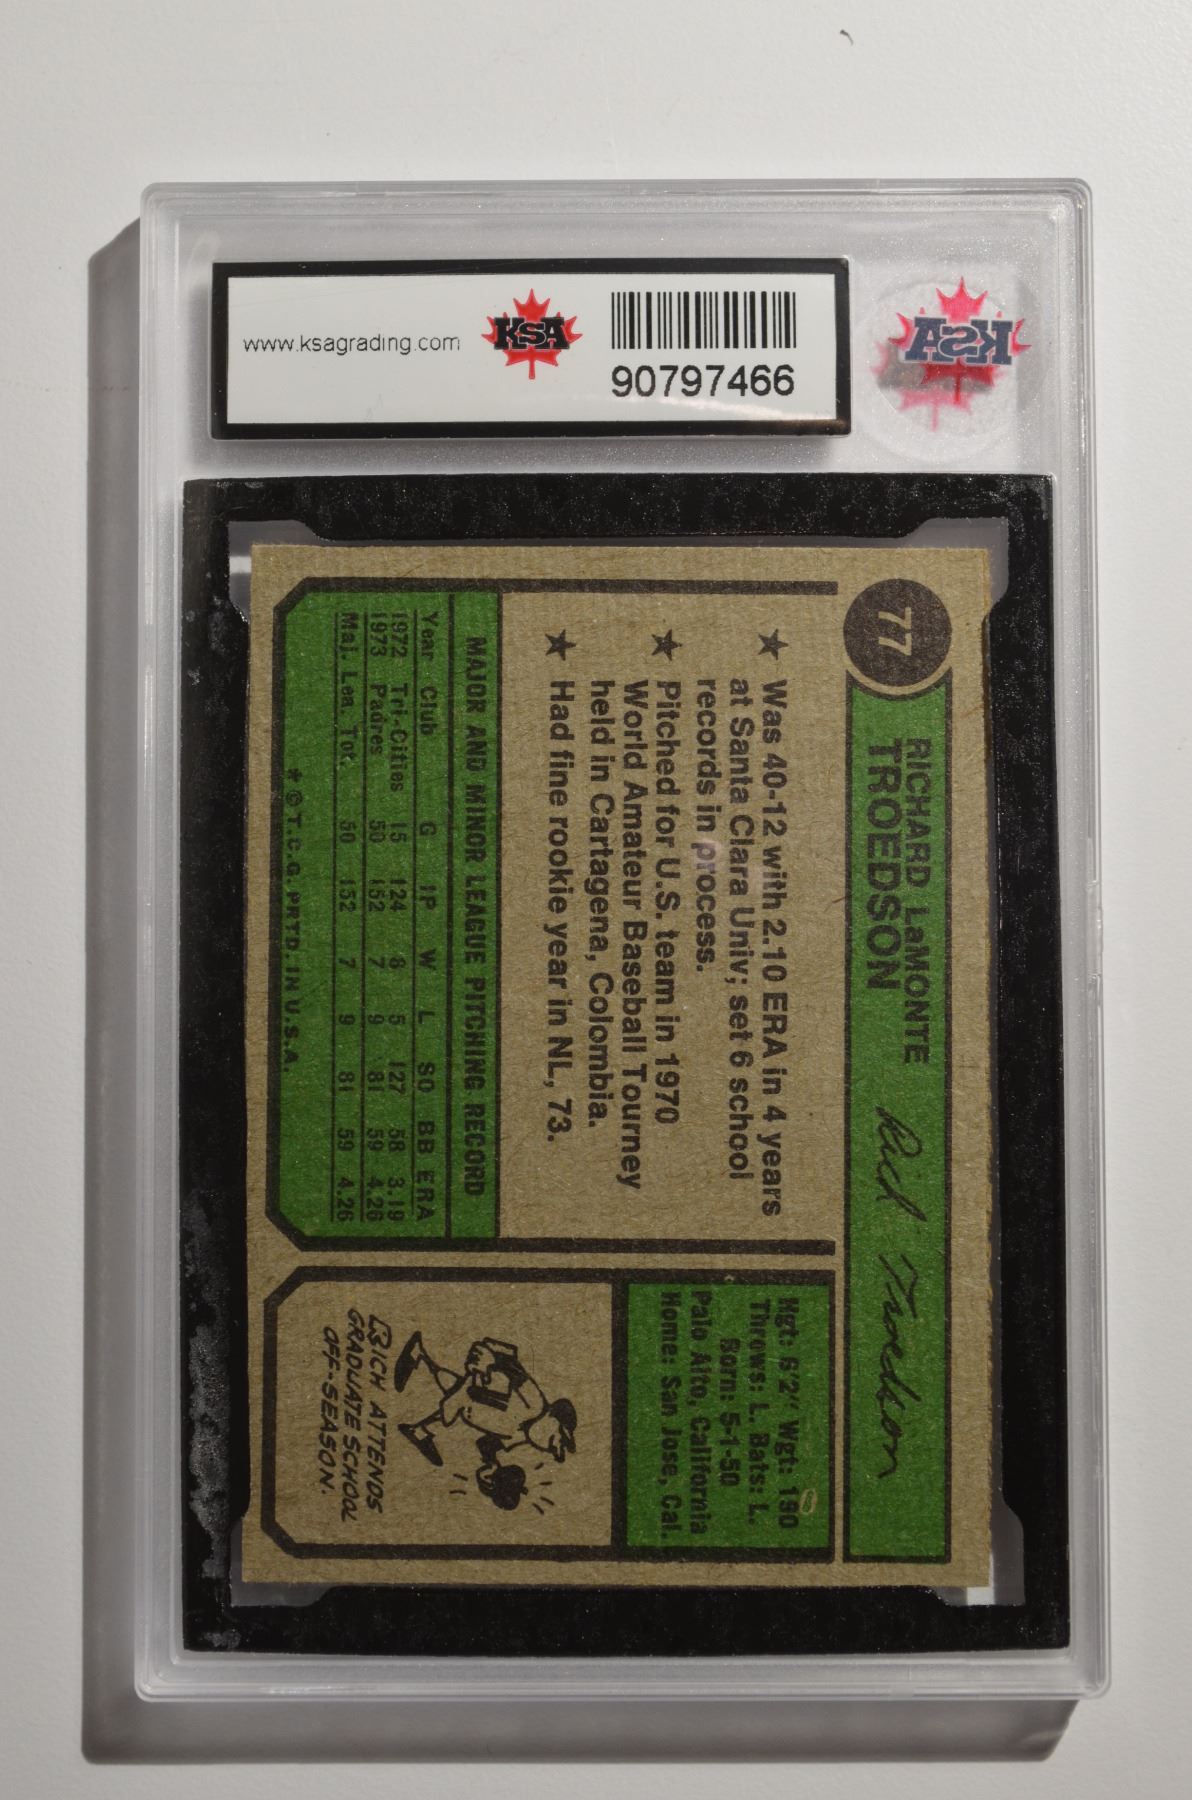 www.ksagrading.com
KSA
90797466
KSA
77
RICHARD LaMONTE
TROEDSON
Rich Troedson
★ Was 40-12 with 2.10 ERA in 4 years
at Santa Clara Univ; set 6 school
records in process.
★ Pitched for U.S. team in 1970
World Amateur Baseball Tourney
held in Cartagena, Colombia.
★ Had fine rookie year in NL, 73.
MAJOR AND MINOR LEAGUE PITCHING RECORD
Year Club G IP W L SO BB ERA
1972 Tri-Cities 15 124 8 5 127 58 3.19
1973 Padres 50 152 7 9 81 59 4.26
Maj. Lea. Tot. 50 152 7 9 81 59 4.26
* © T.C.G. PRTD. IN U.S.A.
Hgt: 6'2" Wgt: 190
Throws: L. Bats: L.
Born: 5-1-50
Palo Alto, California
Home: San Jose, Cal.
RICH ATTENDS
GRADUATE SCHOOL
OFF-SEASON.